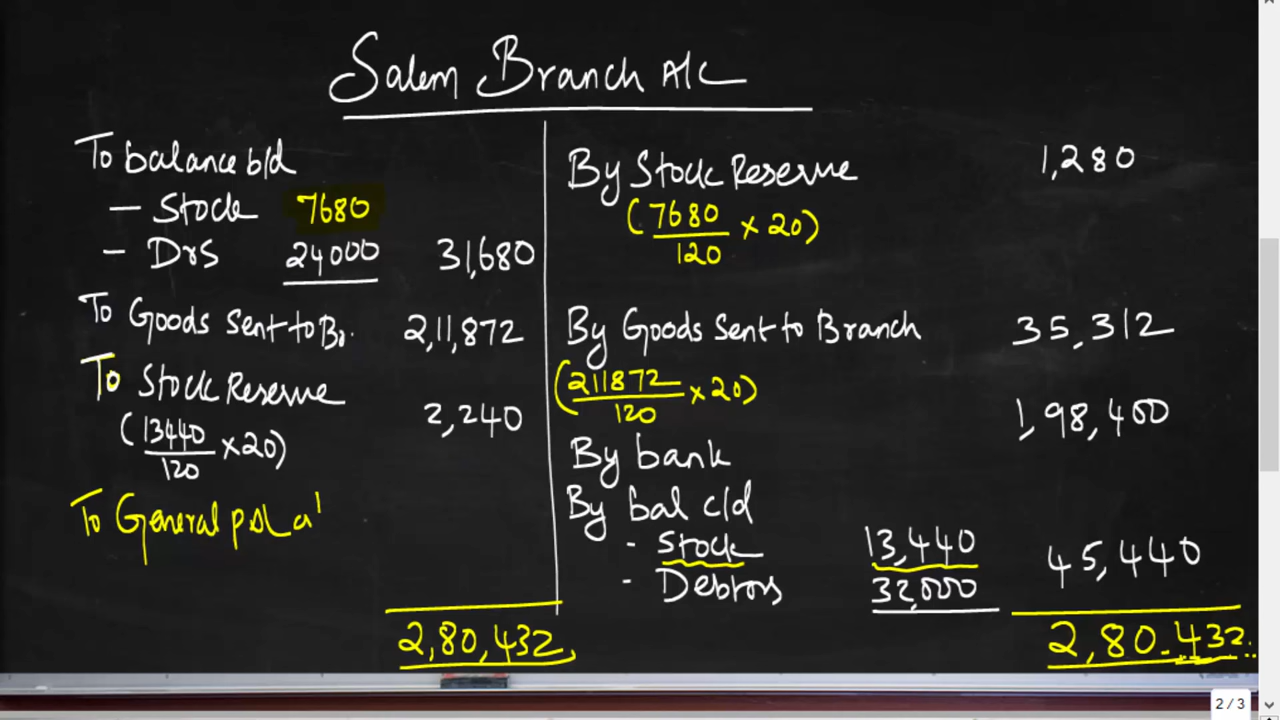 Salem Branch A/C
To balance b/d
- Stock 7680
- Drs 24000 31,680
To Goods Sent to Br. 2,11,872
To Stock Reserve
(13440/120 x 20) 2,240
To General p&L a'
2,80,432
By Stock Reserve 1,280
(7680/120 x 20)
By Goods Sent to Branch 35,312
(211872/120 x 20)
By bank 1,98,400
By bal c/d
- Stock 13,440
- Debtors 32,000 45,440
2,80,432
2/3